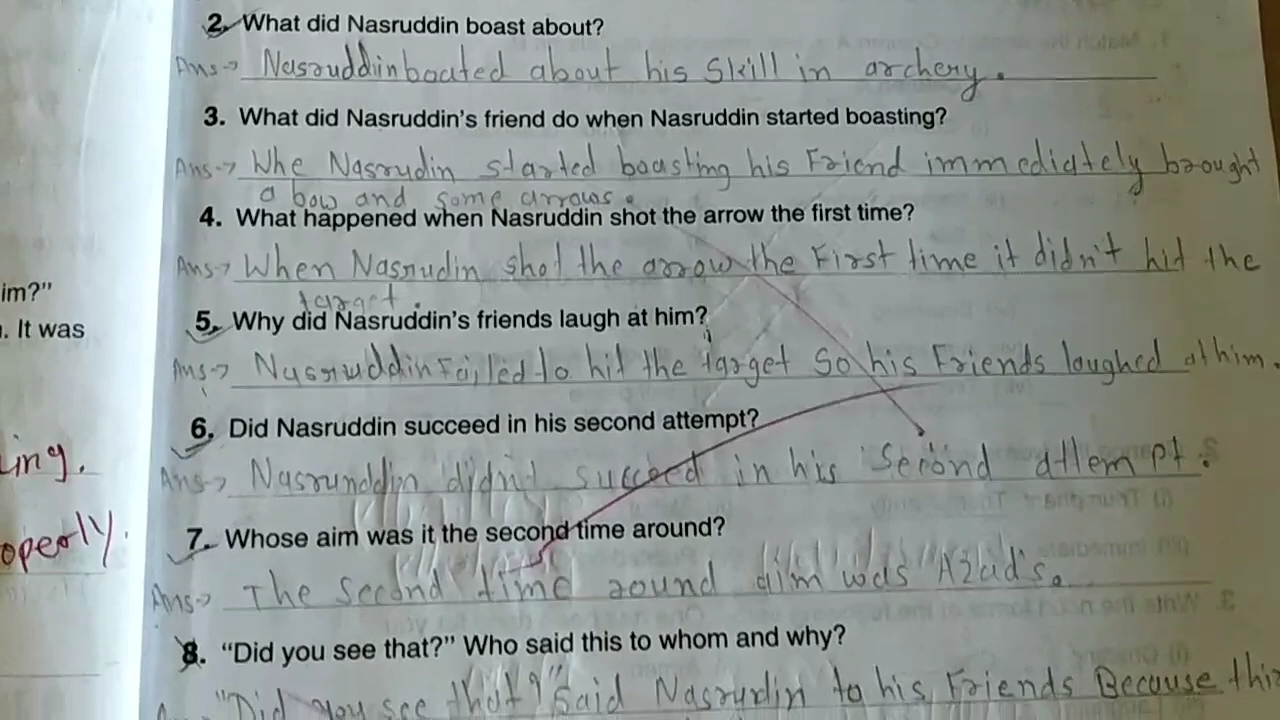 2. What did Nasruddin boast about?
Ans→ Nasruddin boated about his skill in archery.
3. What did Nasruddin's friend do when Nasruddin started boasting?
Ans→ Whe Nasrudin started boasting his Friend immediately brought
a bow and some arrows.
4. What happened when Nasruddin shot the arrow the first time?
Ans→ When Nasrudin shot the arrow the First time it didn't hit the
target.
im?"
5. Why did Nasruddin's friends laugh at him?
. It was
Ans→ Nasruddin Failed to hit the target So his Friends laughed at him.
6. Did Nasruddin succeed in his second attempt?
ing.
Ans→ Nasrunddin didn't succeed in his second attempt.
7. Whose aim was it the second time around?
operly.
Ans→ The second time round aim was Azads.
8. "Did you see that?" Who said this to whom and why?
"Did you see that?" Said Nasrudin to his Friends Because this